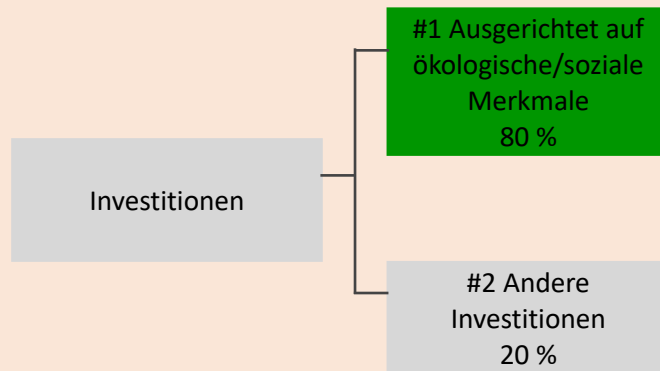 #1 Ausgerichtet auf
ökologische/soziale
Merkmale
80 %
Investitionen
#2 Andere
Investitionen
20 %